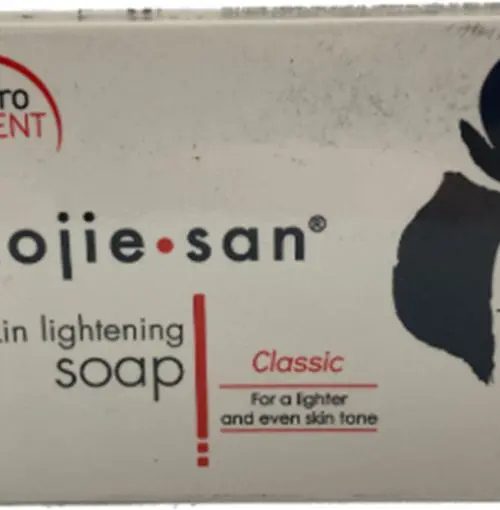 ro
ENT
ojie•san®
in lightening
soap
Classic
For a lighter
and even skin tone